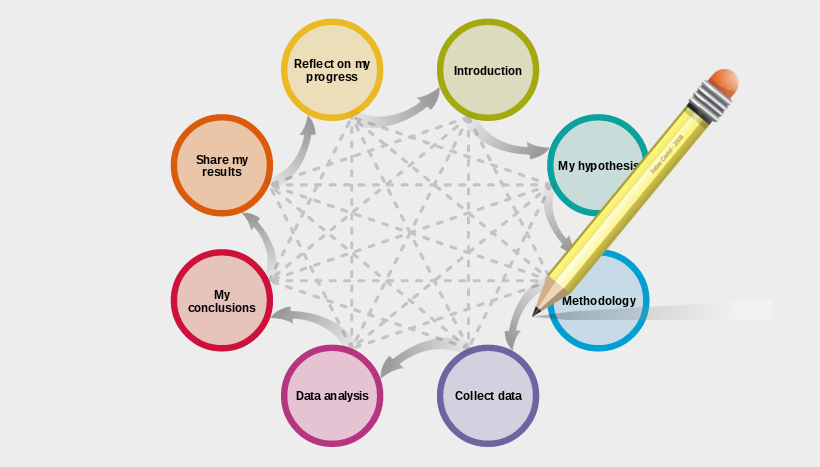 Reflect on my
progress
Introduction
My hypothesis
Methodology
Collect data
Data analysis
My
conclusions
Share my
results